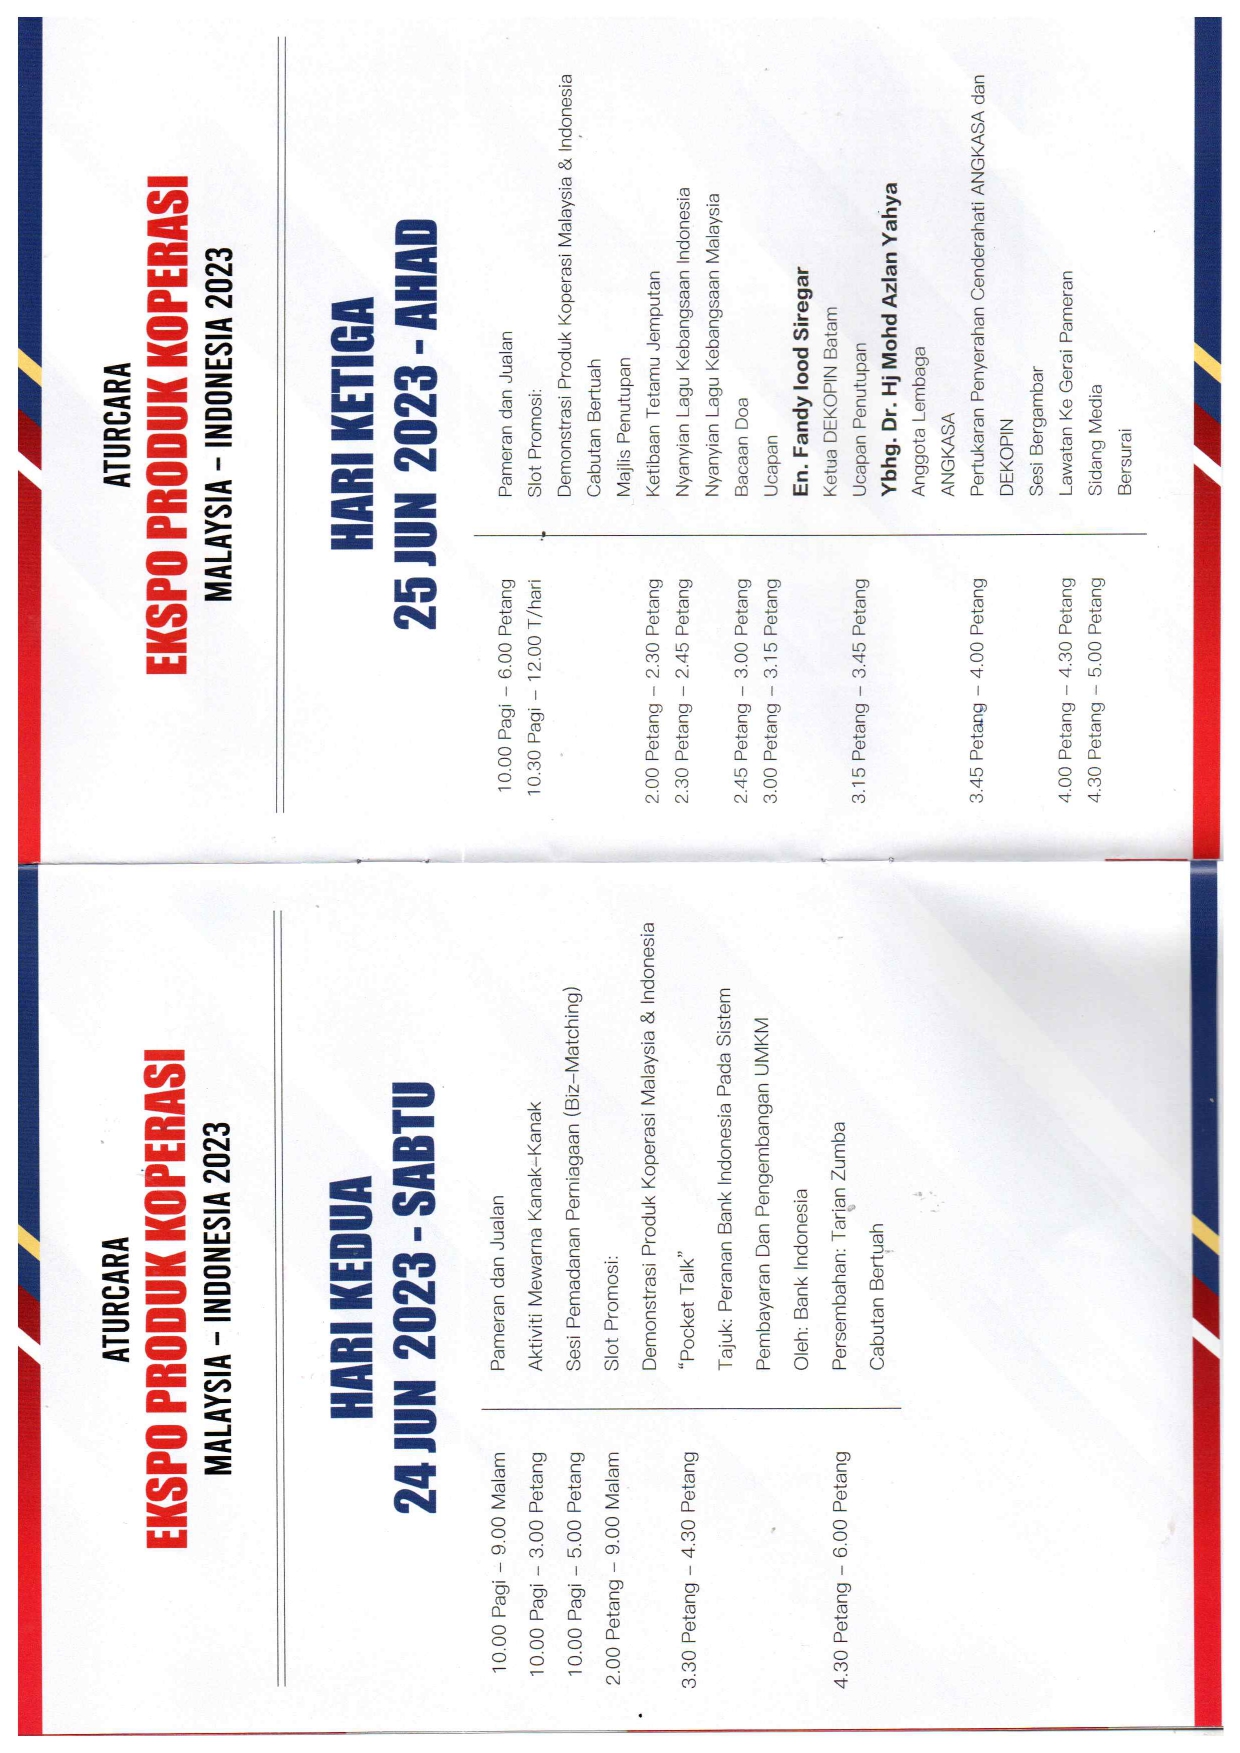 ATURCARA
EKSPO PRODUK KOPERASI
MALAYSIA – INDONESIA 2023
HARI KEDUA
24 JUN 2023 - SABTU
10.00 Pagi – 9.00 Malam Pameran dan Jualan
10.00 Pagi – 3.00 Petang Aktiviti Mewarna Kanak–Kanak
10.00 Pagi – 5.00 Petang Sesi Pemadanan Perniagaan (Biz–Matching)
2.00 Petang – 9.00 Malam Slot Promosi:
Demonstrasi Produk Koperasi Malaysia & Indonesia
3.30 Petang – 4.30 Petang “Pocket Talk”
Tajuk: Peranan Bank Indonesia Pada Sistem
Pembayaran Dan Pengembangan UMKM
Oleh: Bank Indonesia
4.30 Petang – 6.00 Petang Persembahan: Tarian Zumba
Cabutan Bertuah
ATURCARA
EKSPO PRODUK KOPERASI
MALAYSIA – INDONESIA 2023
HARI KETIGA
25 JUN 2023 - AHAD
10.00 Pagi – 6.00 Petang Pameran dan Jualan
10.30 Pagi – 12.00 T/hari Slot Promosi:
Demonstrasi Produk Koperasi Malaysia & Indonesia
Cabutan Bertuah
Majlis Penutupan
2.00 Petang – 2.30 Petang Ketibaan Tetamu Jemputan
2.30 Petang – 2.45 Petang Nyanyian Lagu Kebangsaan Indonesia
Nyanyian Lagu Kebangsaan Malaysia
2.45 Petang – 3.00 Petang Bacaan Doa
3.00 Petang – 3.15 Petang Ucapan
En. Fandy Iood Siregar
Ketua DEKOPIN Batam
3.15 Petang – 3.45 Petang Ucapan Penutupan
Ybhg. Dr. Hj Mohd Azlan Yahya
Anggota Lembaga
ANGKASA
3.45 Petang – 4.00 Petang Pertukaran Penyerahan Cenderahati ANGKASA dan
DEKOPIN
Sesi Bergambar
4.00 Petang – 4.30 Petang Lawatan Ke Gerai Pameran
4.30 Petang – 5.00 Petang Sidang Media
Bersurai